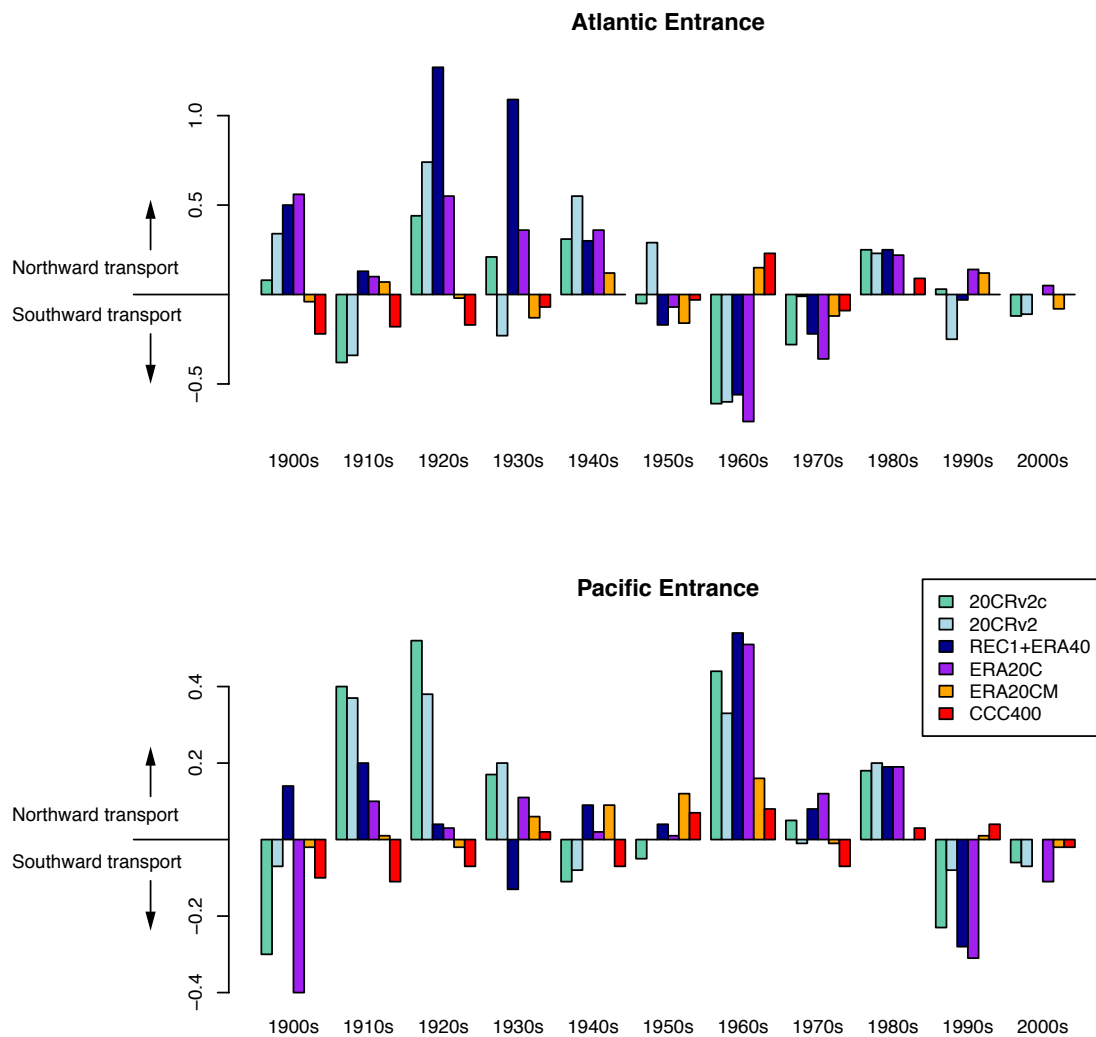 Atlantic Entrance
1.0
0.5
Northward transport
Southward transport
−0.5
1900s 1910s 1920s 1930s 1940s 1950s 1960s 1970s 1980s 1990s 2000s
Pacific Entrance
20CRv2c
20CRv2
REC1+ERA40
ERA20C
ERA20CM
CCC400
0.4
0.2
Northward transport
Southward transport
−0.2
−0.4
1900s 1910s 1920s 1930s 1940s 1950s 1960s 1970s 1980s 1990s 2000s